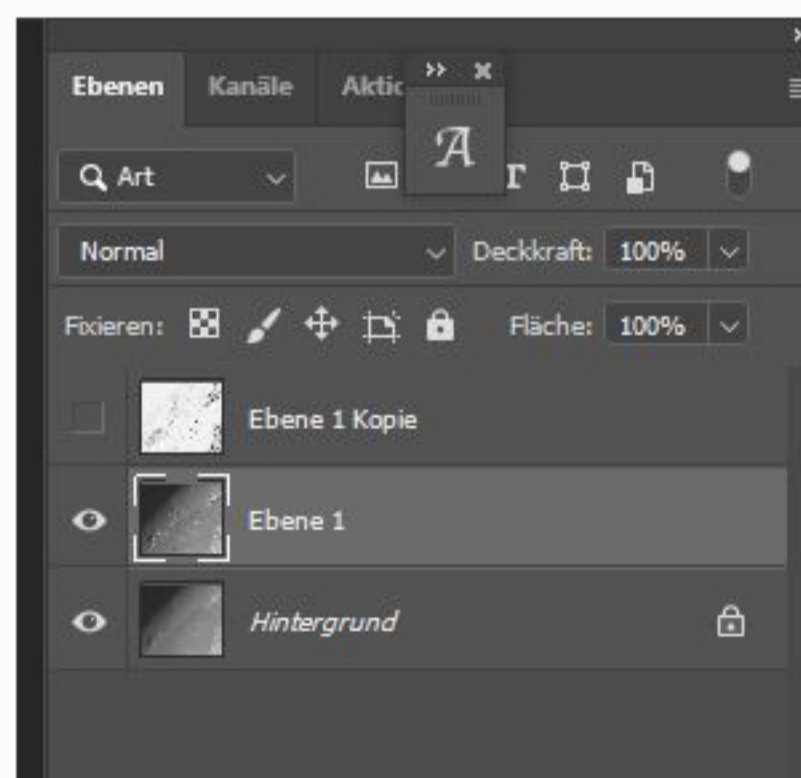 Ebenen Kanäle Aktio
A
Art T
Normal Deckkraft: 100%
Fixieren: Fläche: 100%
Ebene 1 Kopie
Ebene 1
Hintergrund